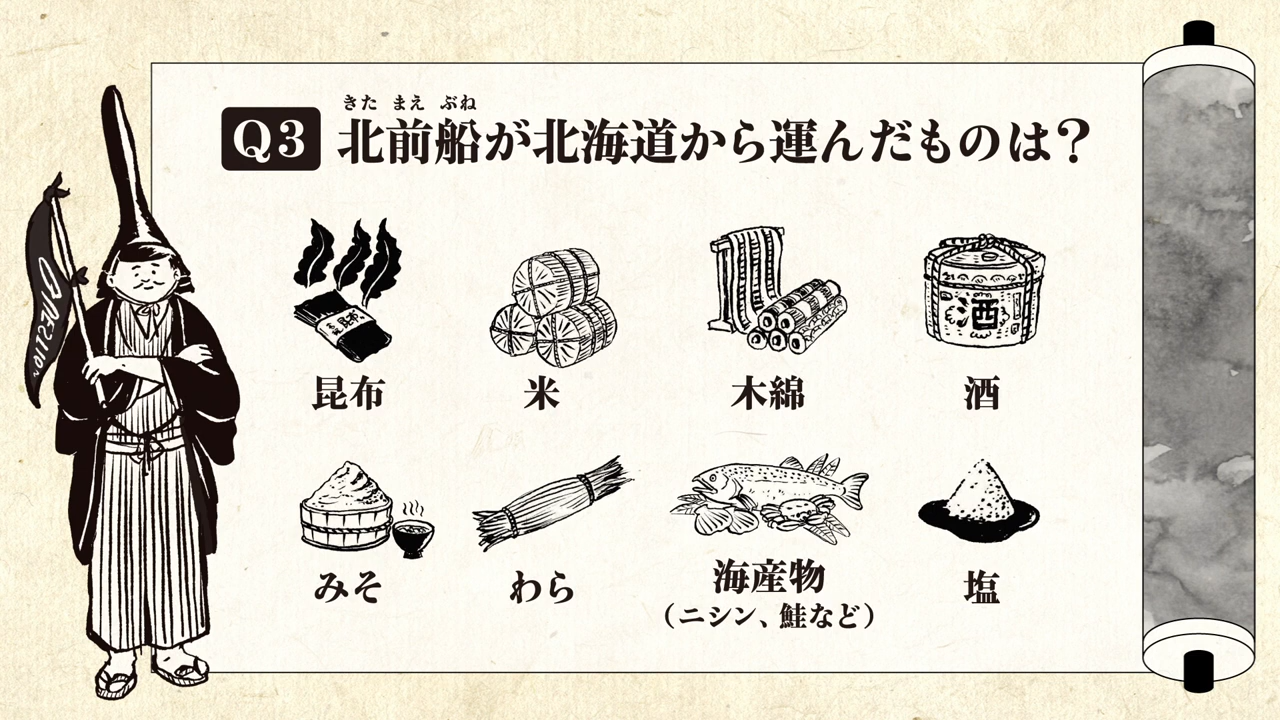 きた まえ ぶね
Q3 北前船が北海道から運んだものは？
酒
昆布 米 木綿 酒
みそ わら 海産物 塩
（ニシン、鮭など）